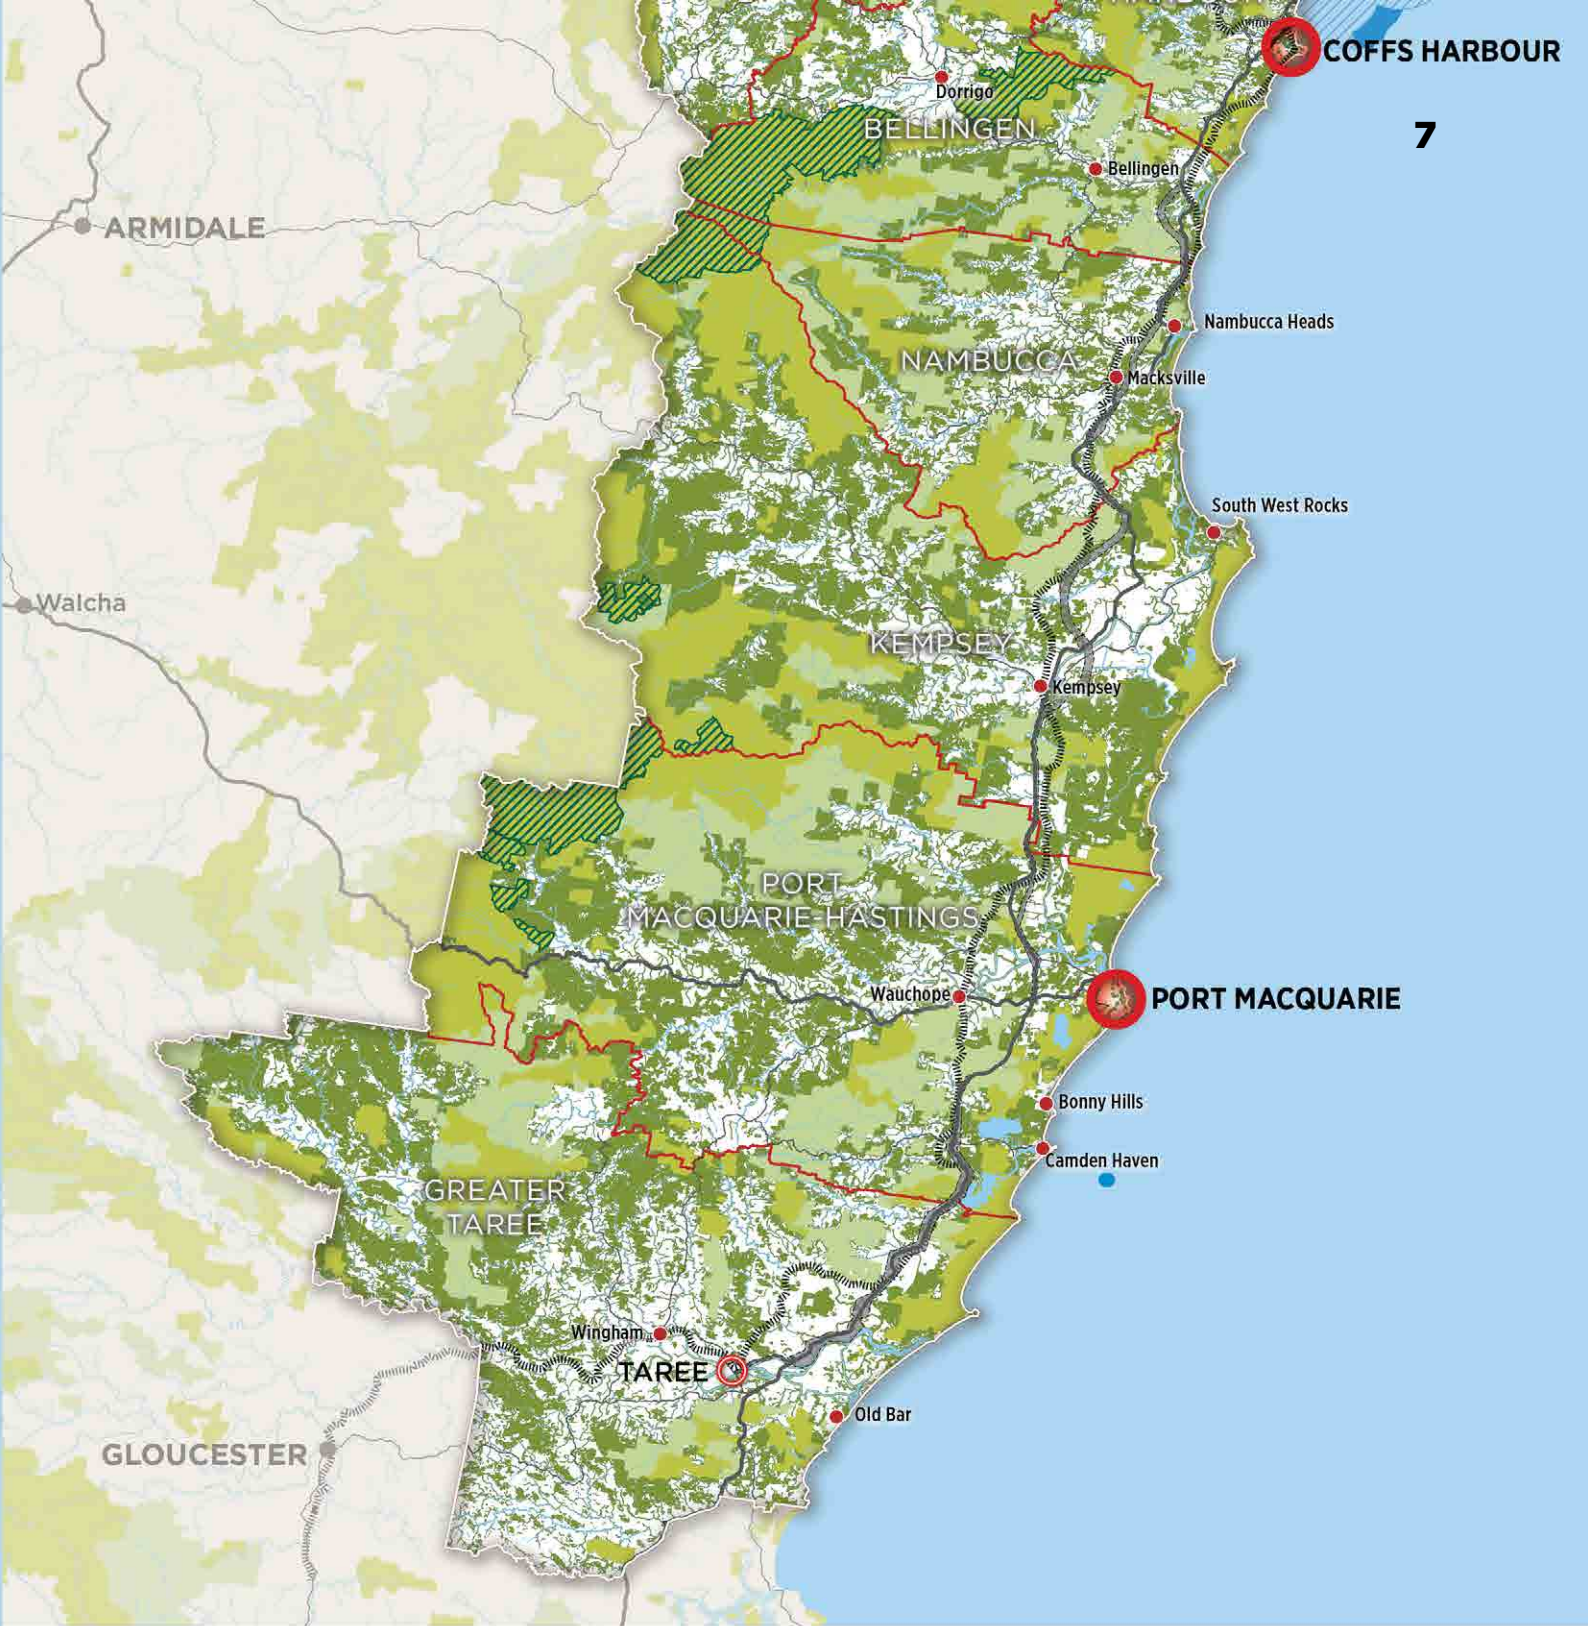 COFFS HARBOUR
Dorrigo
BELLINGEN
7
Bellingen
ARMIDALE
Nambucca Heads
NAMBUCCA
Macksville
South West Rocks
Walcha
KEMPSEY
Kempsey
PORT
MACQUARIE-HASTINGS
Wauchope
PORT MACQUARIE
Bonny Hills
Camden Haven
GREATER
TAREE
Wingham
TAREE
Old Bar
GLOUCESTER